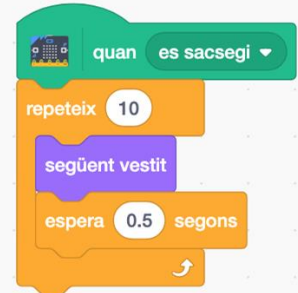 quan es sacsegi
repeteix 10
següent vestit
espera 0.5 segons